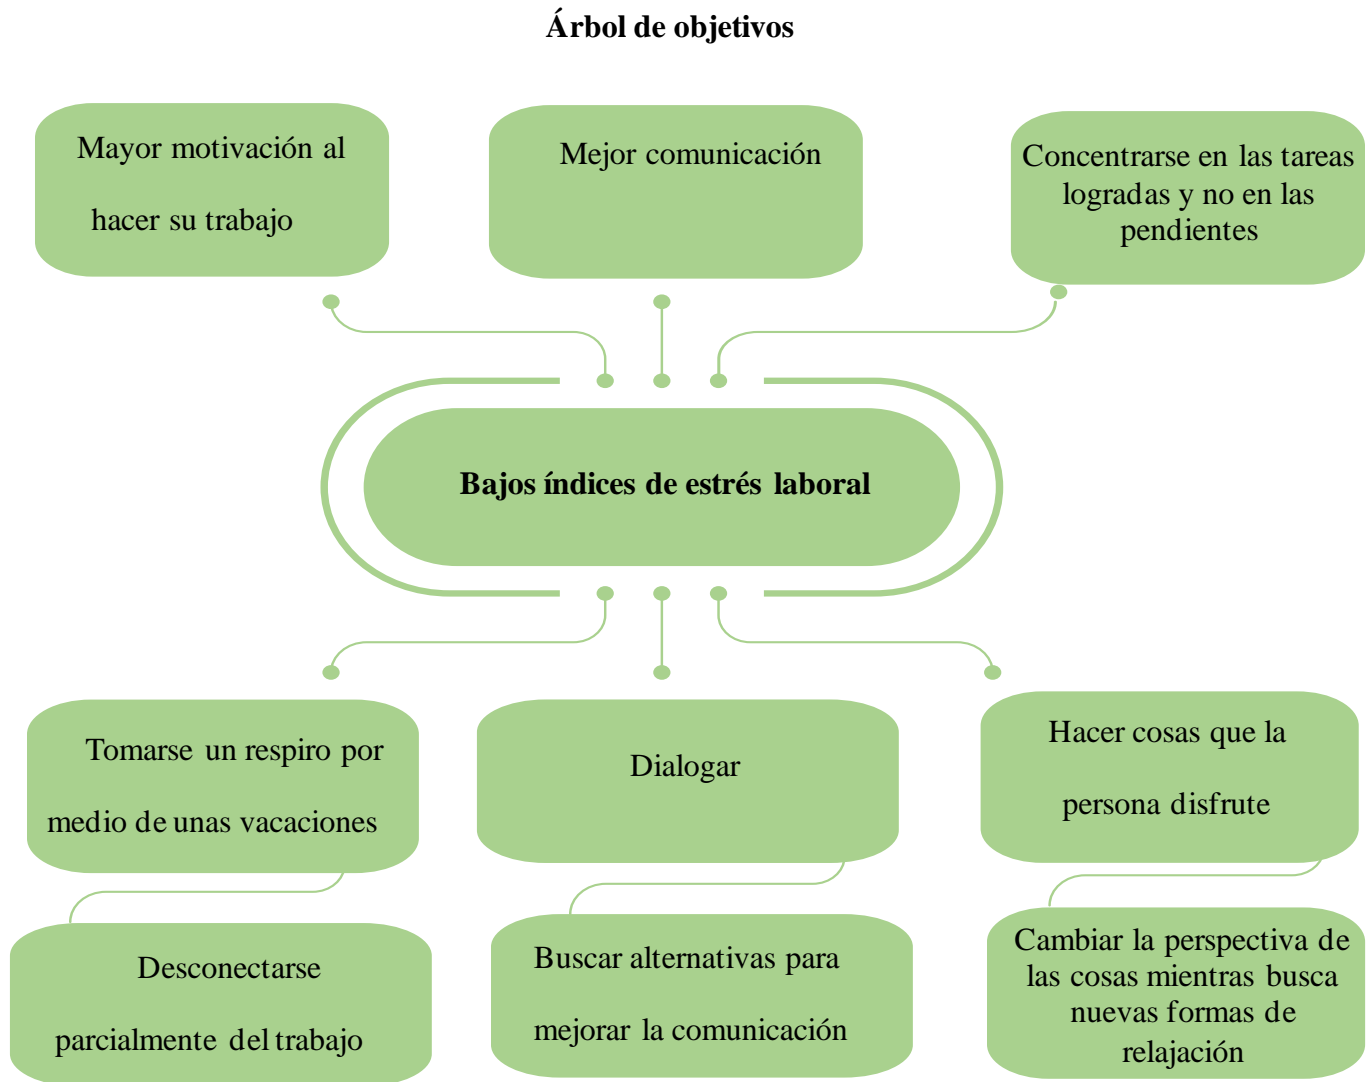 Árbol de objetivos
Mayor motivación al
hacer su trabajo
Mejor comunicación
Concentrarse en las tareas
logradas y no en las
pendientes
Bajos índices de estrés laboral
Tomarse un respiro por
medio de unas vacaciones
Dialogar
Hacer cosas que la
persona disfrute
Desconectarse
parcialmente del trabajo
Buscar alternativas para
mejorar la comunicación
Cambiar la perspectiva de
las cosas mientras busca
nuevas formas de
relajación